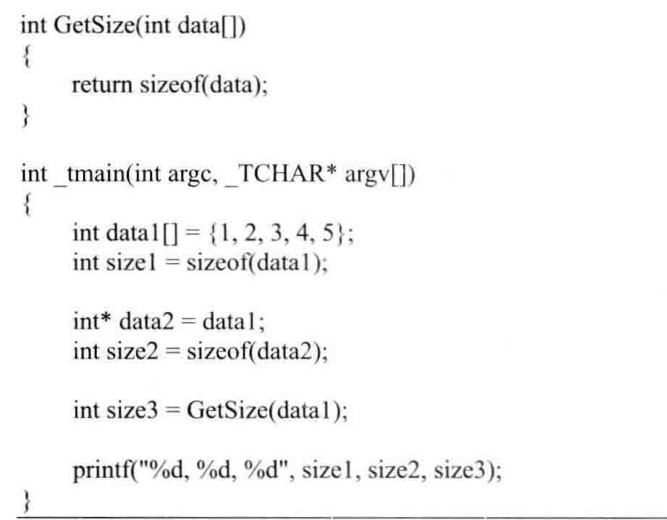 int GetSize(int data[])
{
return sizeof(data);
}
int _tmain(int argc, _TCHAR* argv[])
{
int data1[] = {1, 2, 3, 4, 5};
int size1 = sizeof(data1);
int* data2 = data1;
int size2 = sizeof(data2);
int size3 = GetSize(data1);
printf("%d, %d, %d", size1, size2, size3);
}